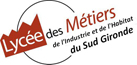 Lycée des Métiers
de l'Industrie et de l'Habitat
du Sud Gironde